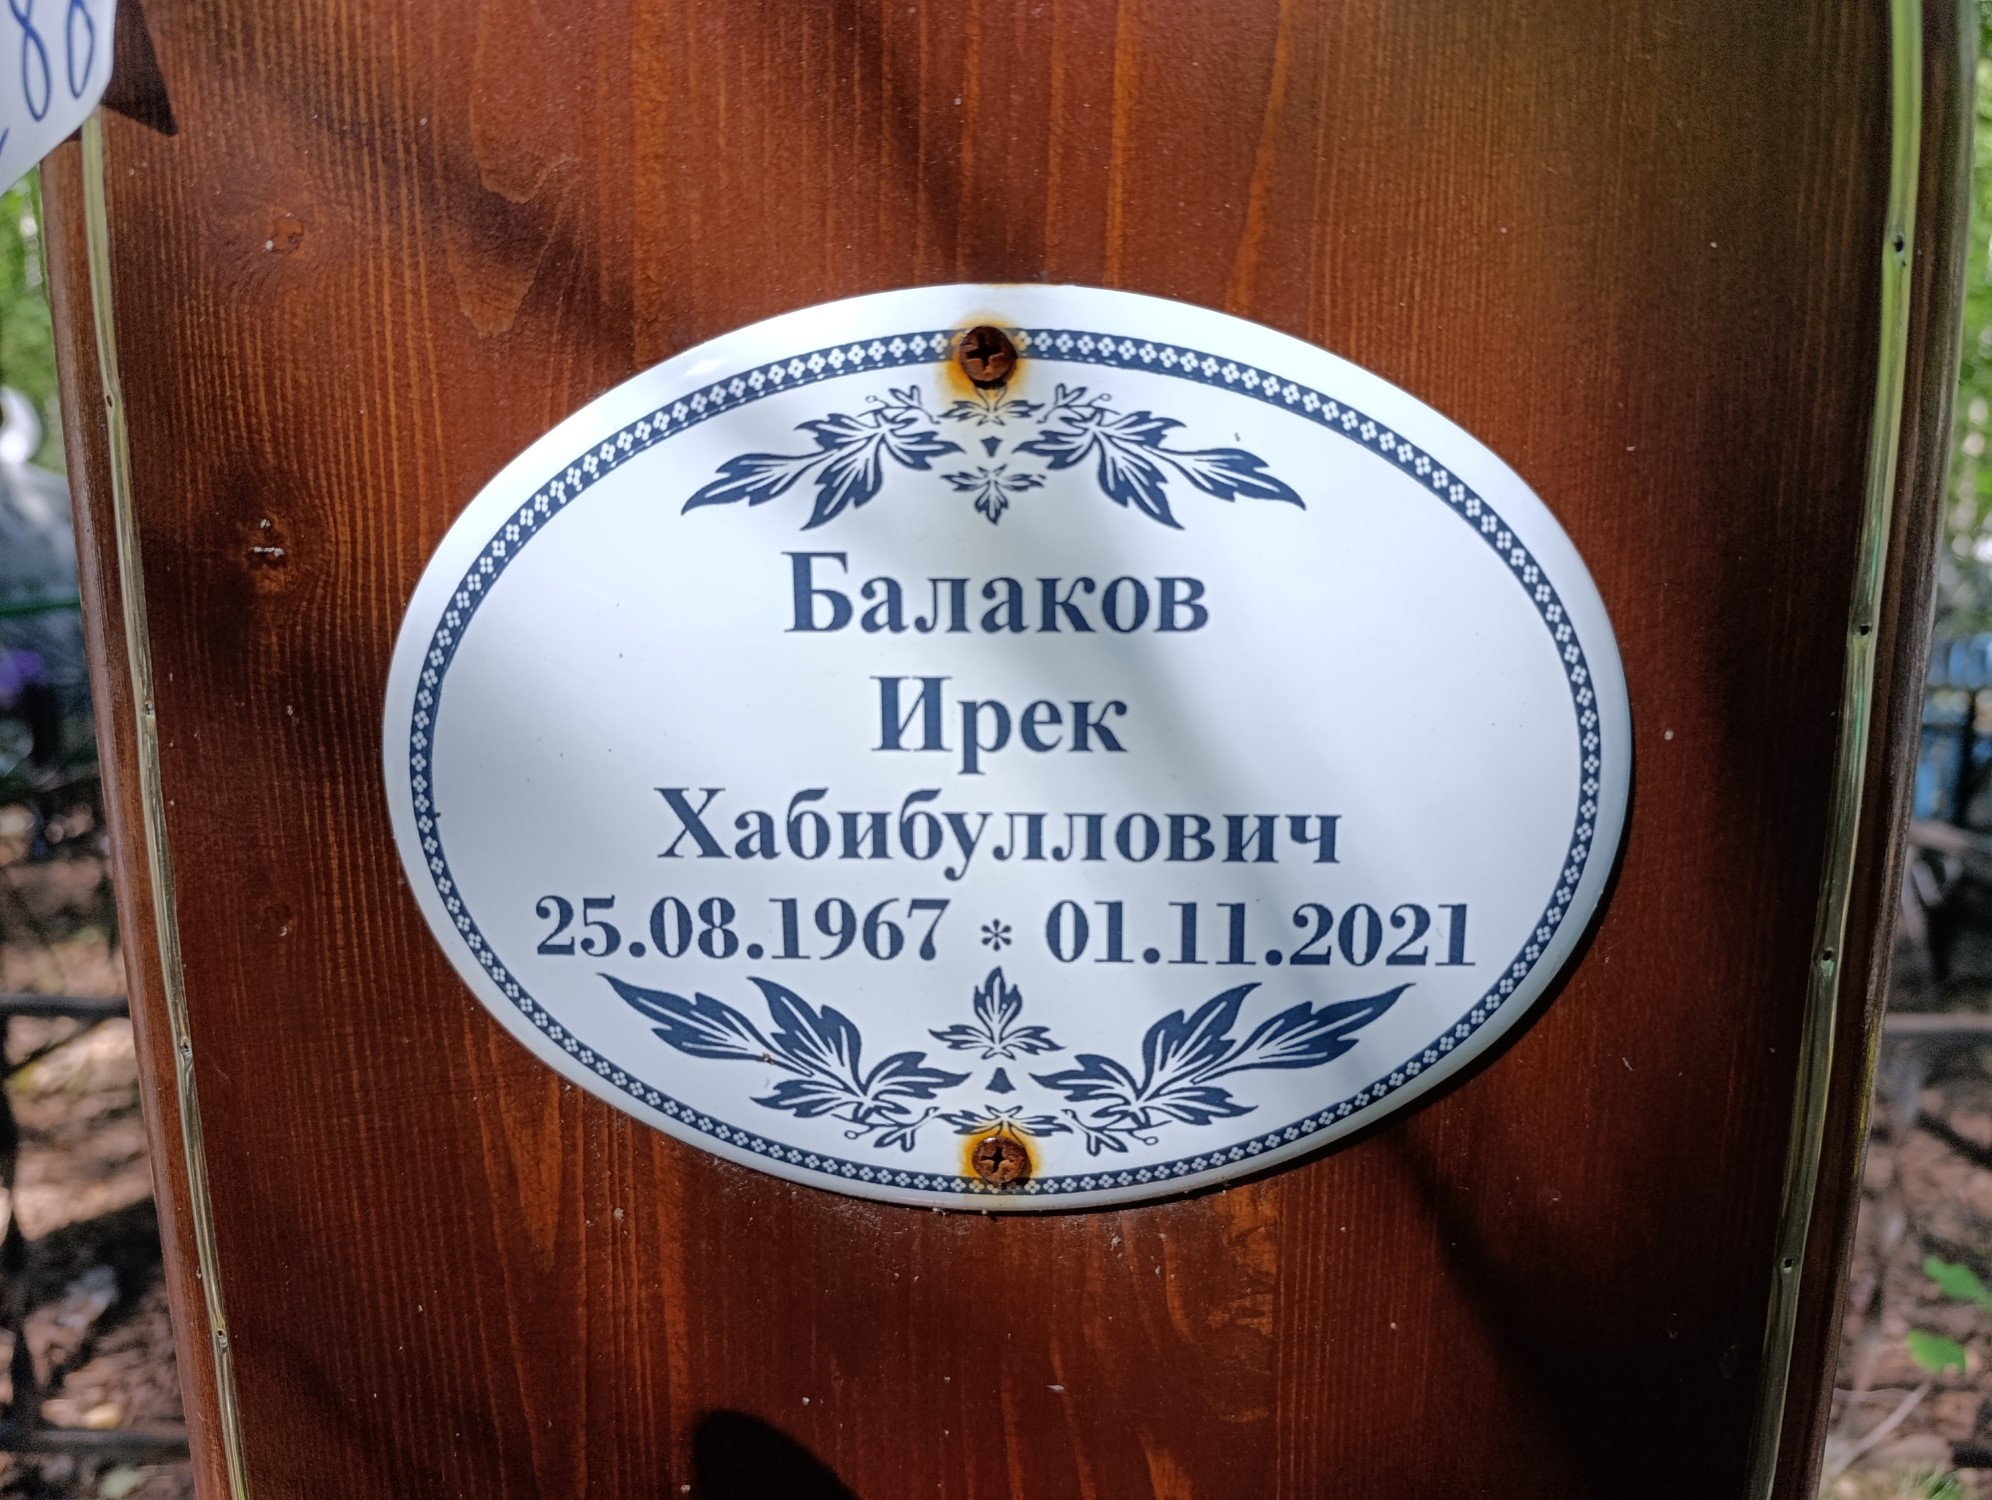 Балаков
Ирек
Хабибуллович
25.08.1967 * 01.11.2021